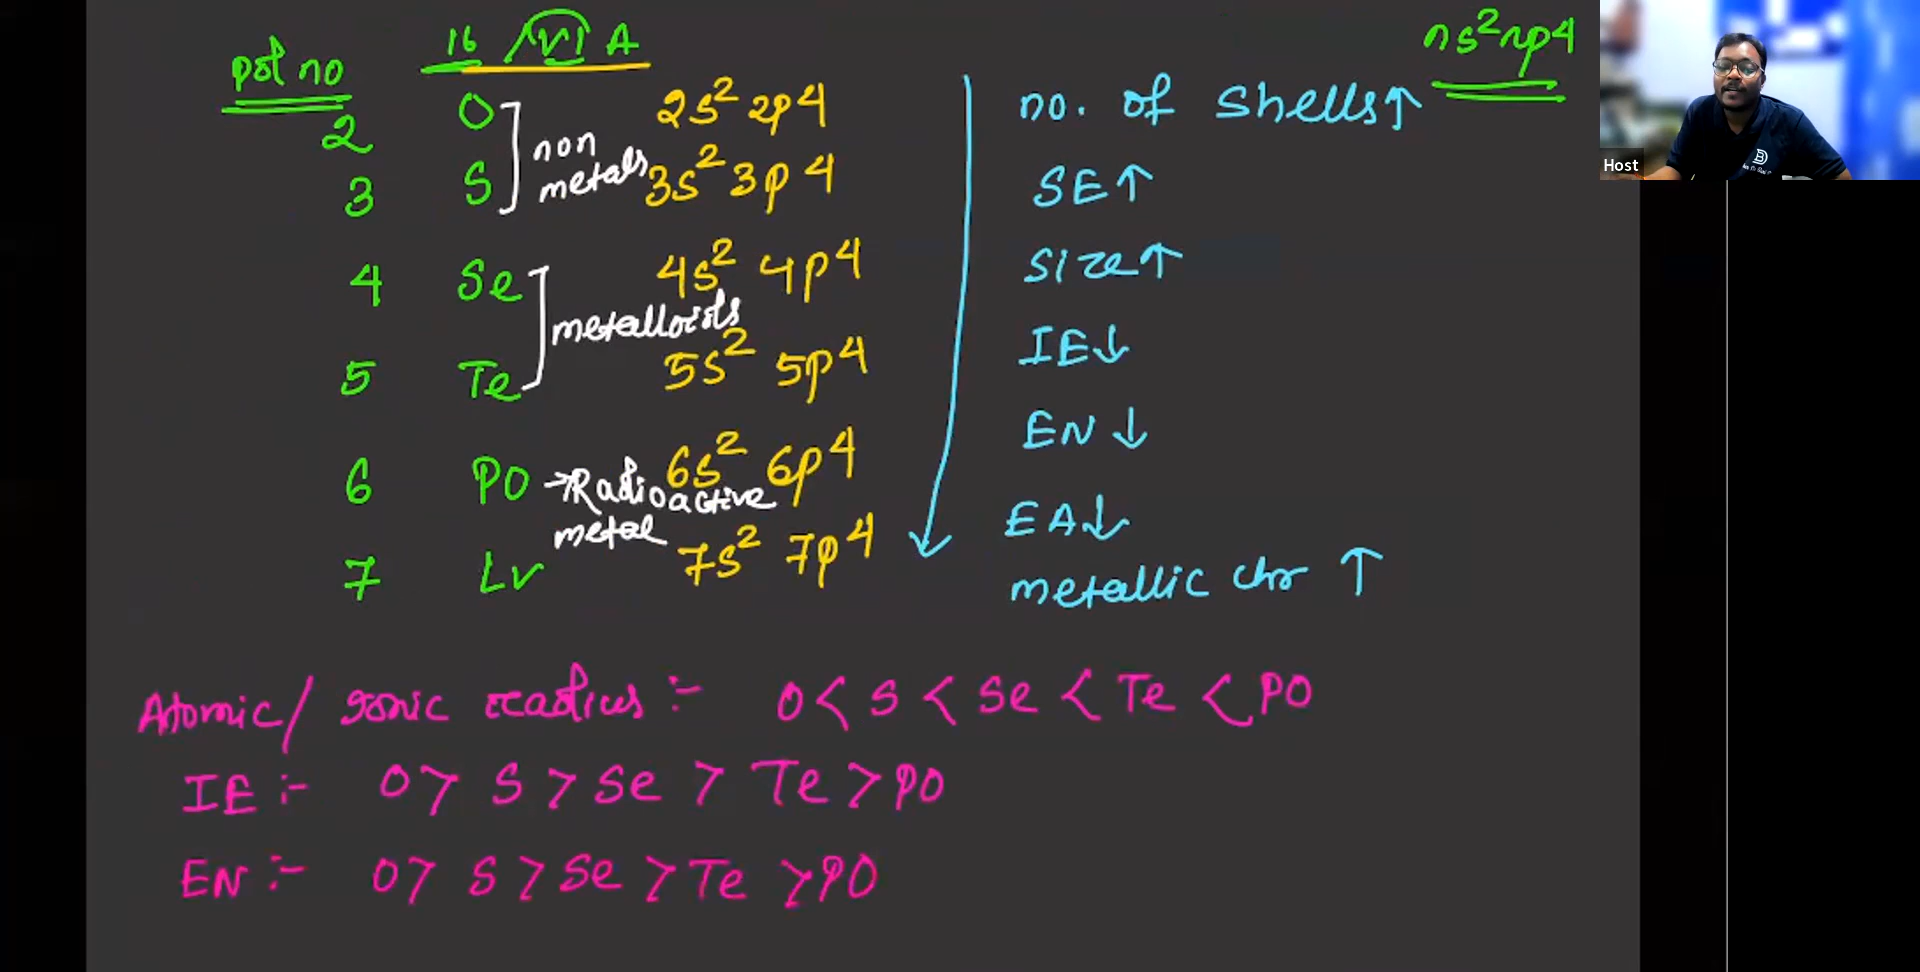 pd no 16 / VI A ns² np4
2 O 2s² 2p4 no. of shells↑
non
3 S metals 3s² 3p4 SE↑
4 Se 4s² 4p4 Size↑
metalloids
5 Te 5s² 5p4 IE↓
EN↓
6 PO →Radioactive 6s² 6p4
metal
EA↓
7 Lv 7s² 7p4 metallic chr ↑
Atomic / ionic radius :- O < S < Se < Te < PO
IE :- O > S > Se > Te > PO
EN :- O > S > Se > Te > PO
Host